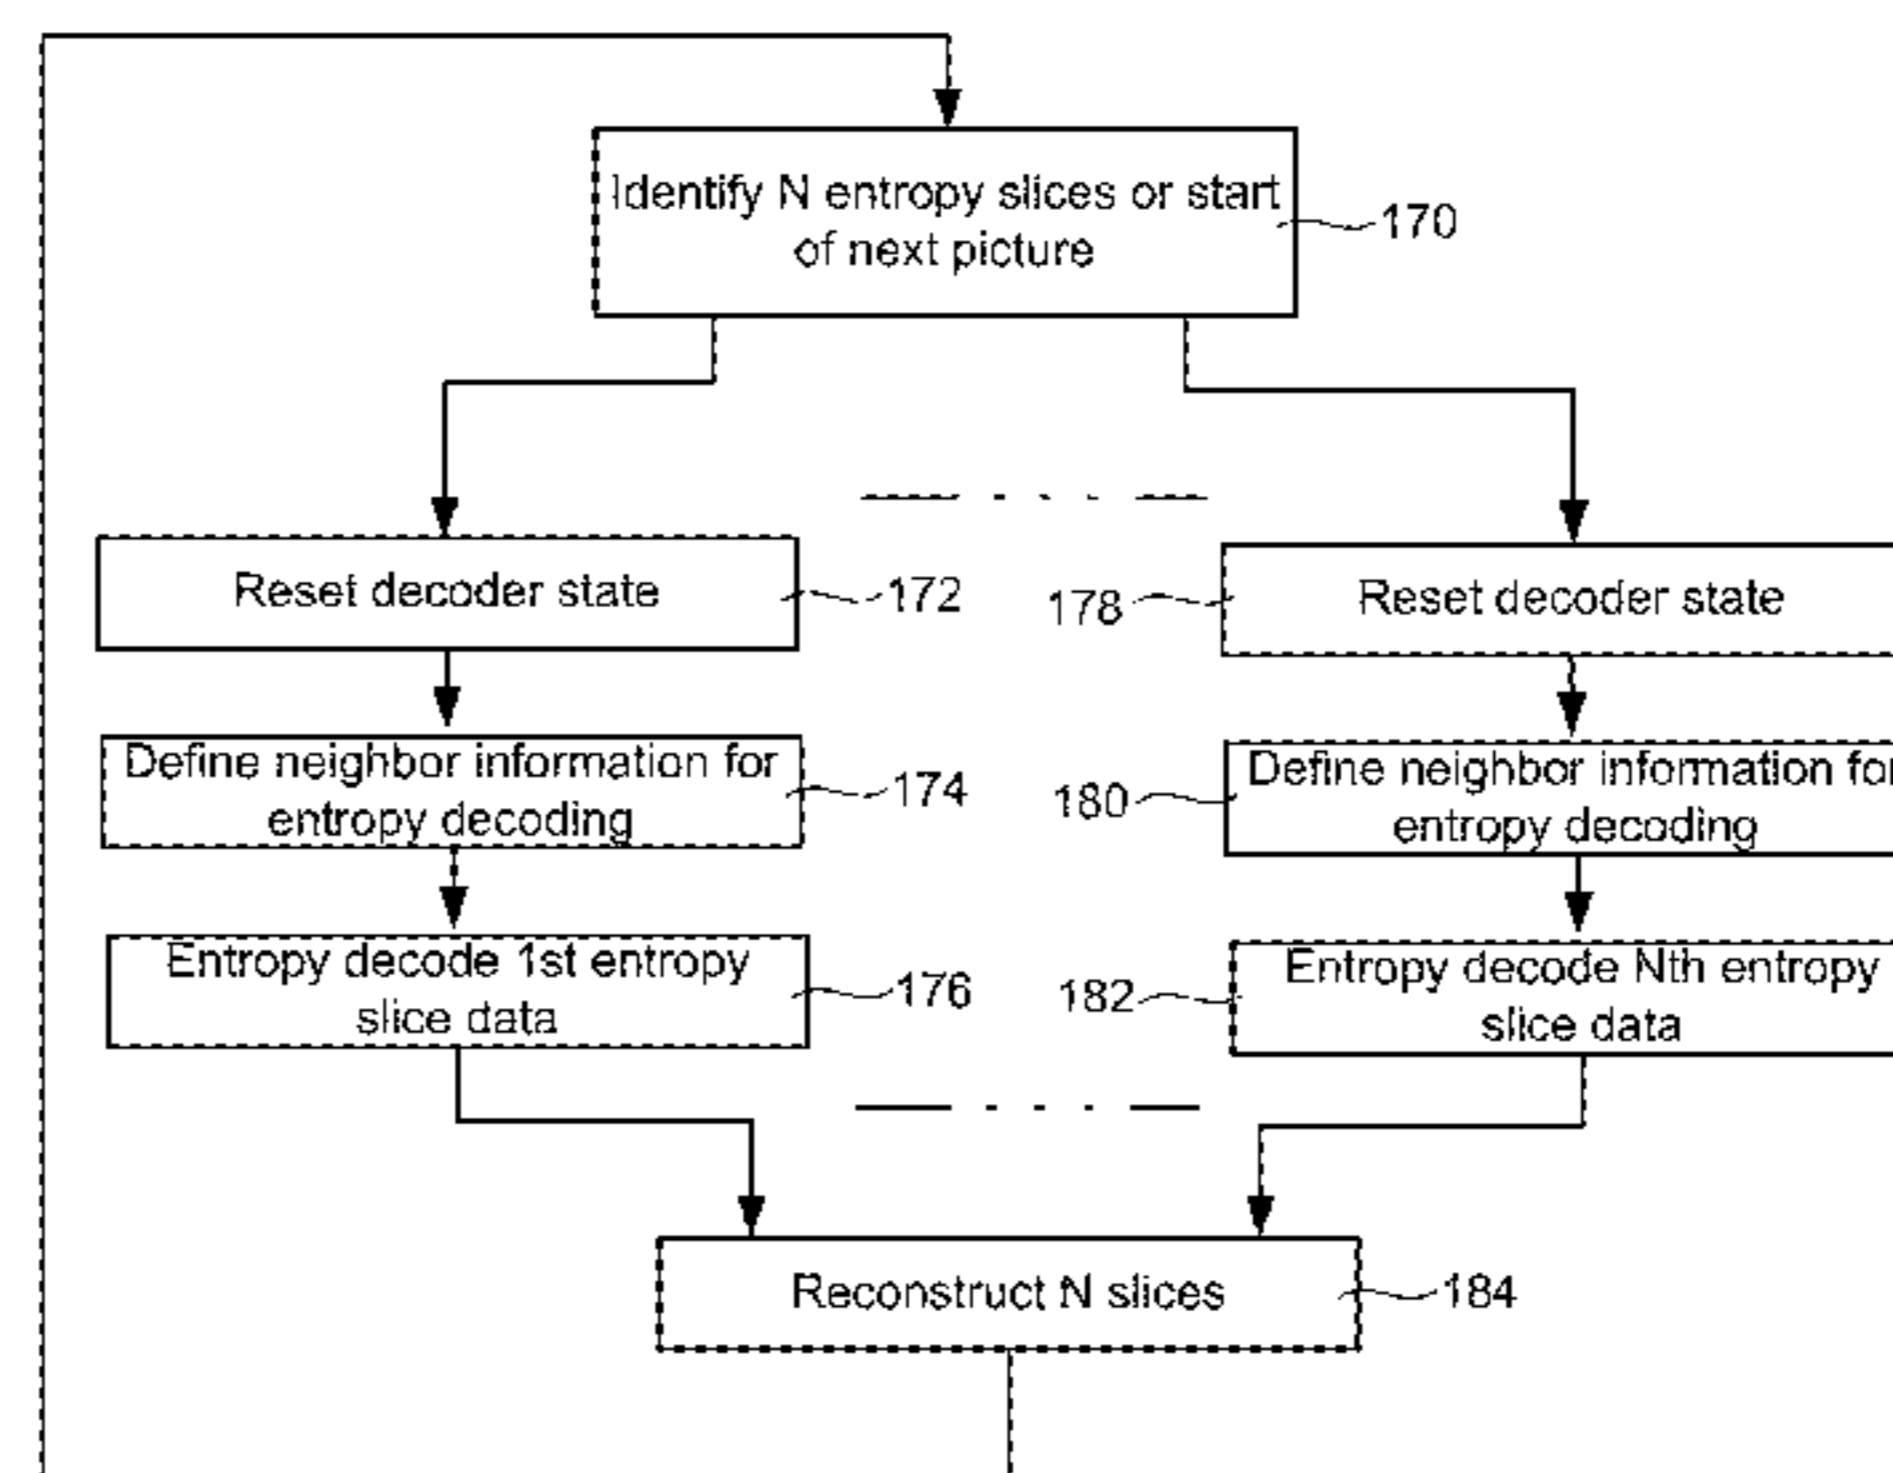 Identify N entropy slices or start
of next picture
170
Reset decoder state
172
178
Reset decoder state
Define neighbor information for
entropy decoding
174
180
Define neighbor information for
entropy decoding
Entropy decode 1st entropy
slice data
176
182
Entropy decode Nth entropy
slice data
Reconstruct N slices
184